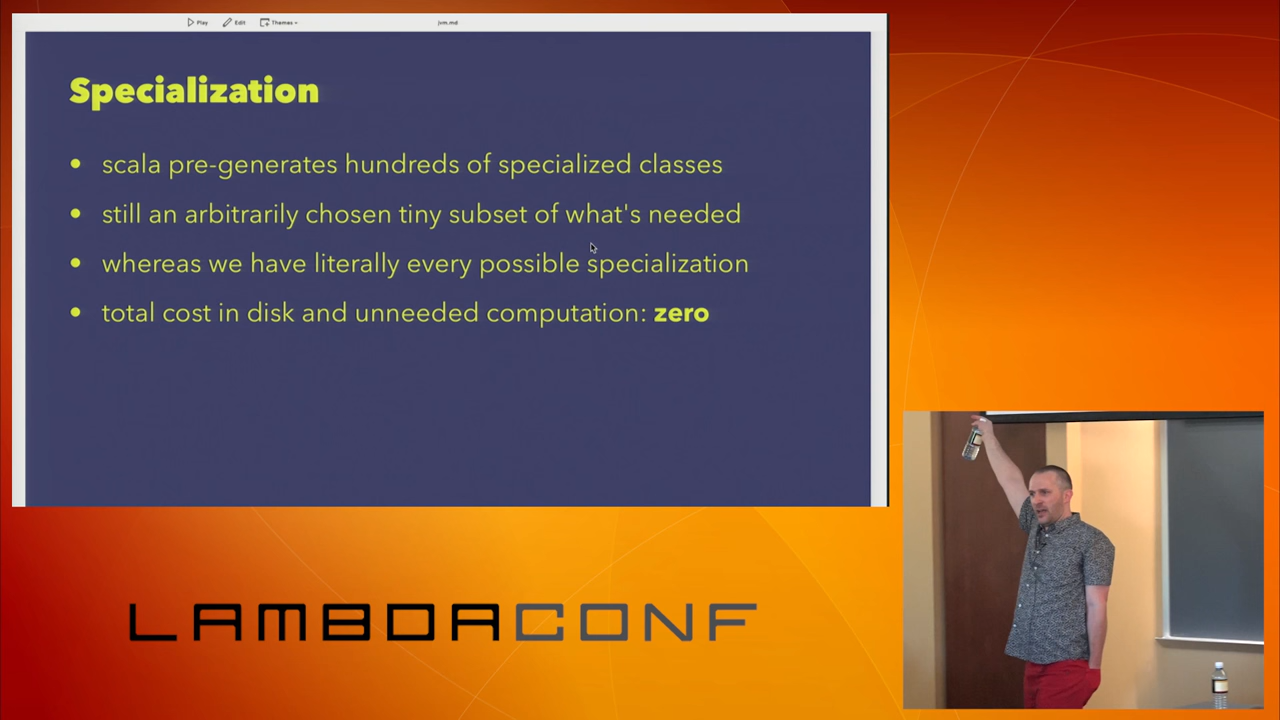 Play Edit Themes jvm.md
Specialization
• scala pre-generates hundreds of specialized classes
• still an arbitrarily chosen tiny subset of what's needed
• whereas we have literally every possible specialization
• total cost in disk and unneeded computation: zero
LAMBDACONF